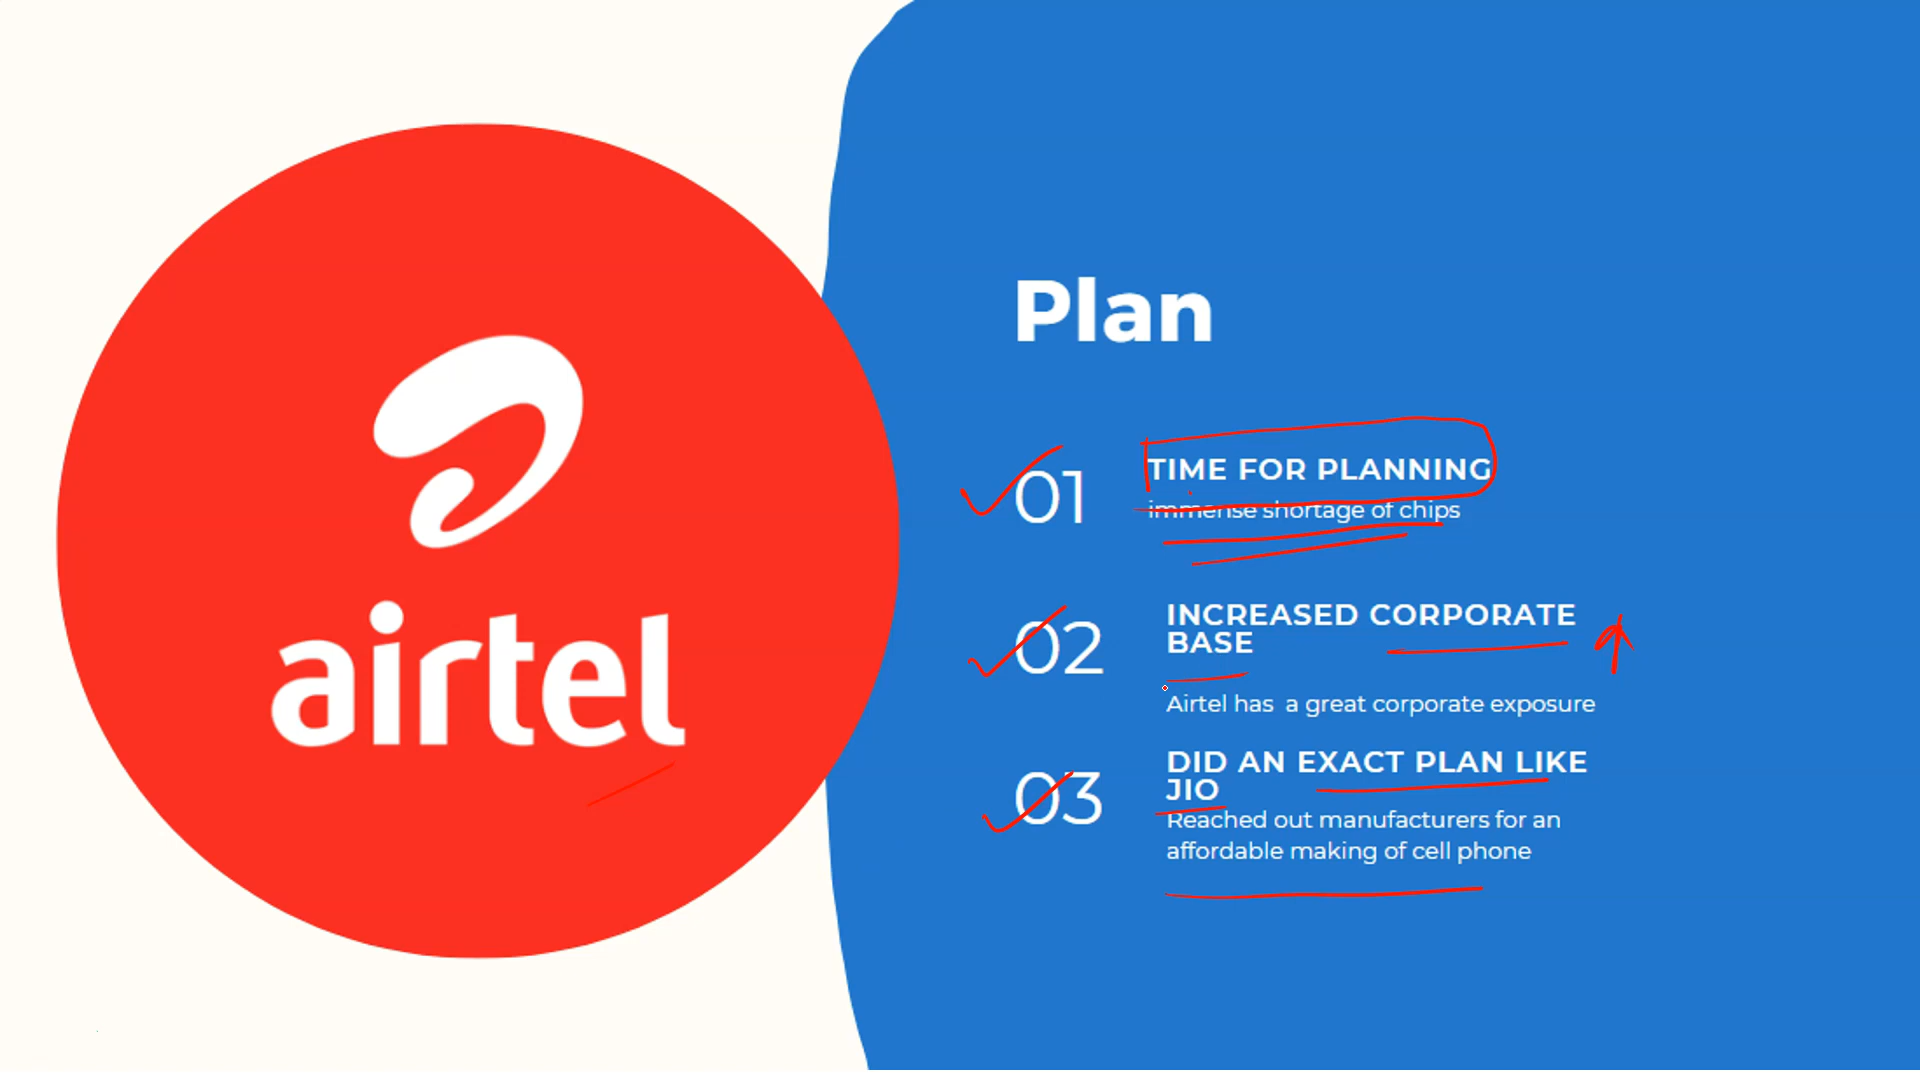 airtel
Plan
01
TIME FOR PLANNING
immense shortage of chips
02
INCREASED CORPORATE
BASE
Airtel has a great corporate exposure
03
DID AN EXACT PLAN LIKE
JIO
Reached out manufacturers for an
affordable making of cell phone